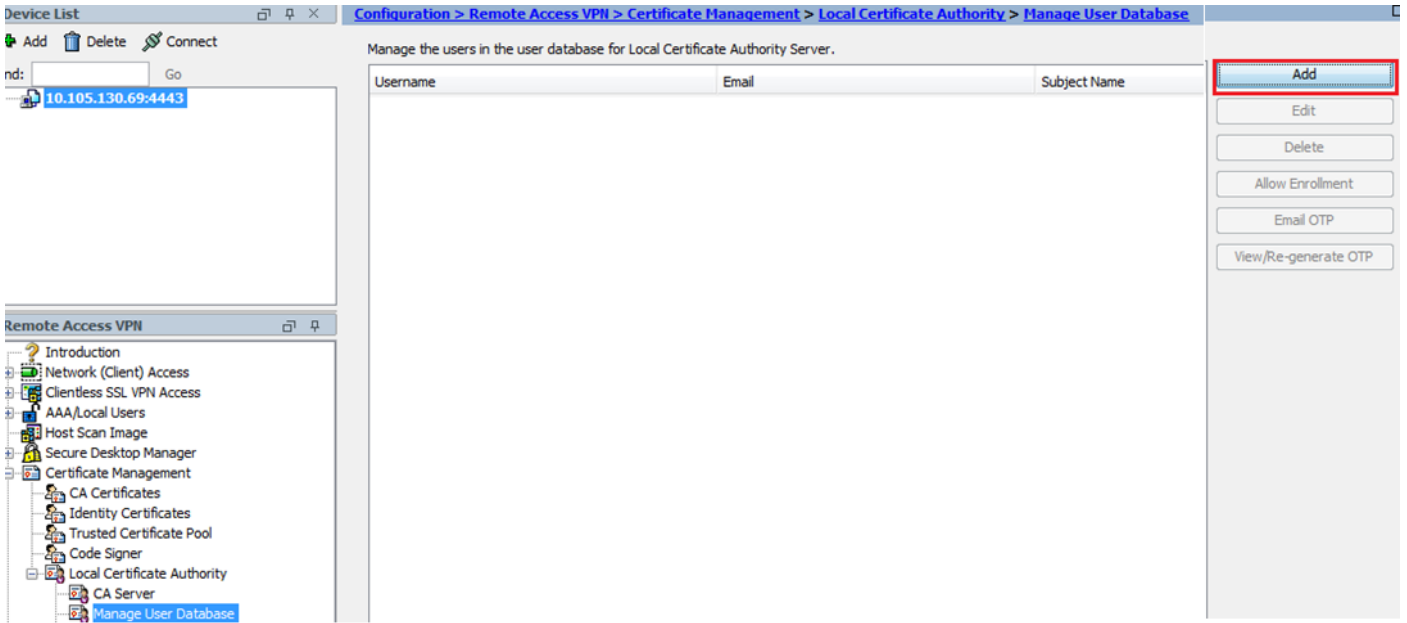 Device List
Add Delete Connect
Go
10.105.130.69:4443
Remote Access VPN
Introduction
Network (Client) Access
Clientless SSL VPN Access
AAA/Local Users
Host Scan Image
Secure Desktop Manager
Certificate Management
CA Certificates
Identity Certificates
Trusted Certificate Pool
Code Signer
Local Certificate Authority
CA Server
Manage User Database
Configuration > Remote Access VPN > Certificate Management > Local Certificate Authority > Manage User Database
Manage the users in the user database for Local Certificate Authority Server.
Username Email Subject Name
Add
Edit
Delete
Allow Enrollment
Email OTP
View/Re-generate OTP